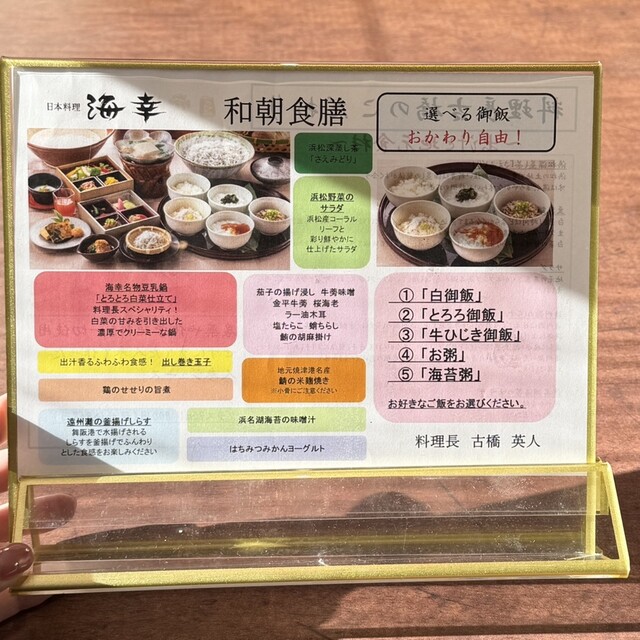 日本料理 海幸 和朝食膳
選べる御飯
おかわり自由！
浜松深蒸し茶
「さえみどり」
浜松野菜の
サラダ
浜松産コーラル
リーフと
彩り鮮やかに
仕上げたサラダ
海幸名物豆乳鍋
「とろとろ白菜仕立て」
料理長スペシャリティ！
白菜の甘みを引き出した
濃厚でクリーミーな鍋
茄子の揚げ浸し 牛蒡味噌
金平牛蒡 桜海老
ラー油木耳
塩たらこ 蛸ちらし
鮪の胡麻掛け
出汁香るふわふわ食感！ 出し巻き玉子
鶏のせせりの旨煮
地元焼津港名産
鯖の米麹焼き
※小骨にご注意ください
遠州灘の釜揚げしらす
舞阪港で水揚げされる
しらすを釜揚げでふんわり
とした食感をお楽しみください
浜名湖海苔の味噌汁
はちみつみかんヨーグルト
①「白御飯」
②「とろろ御飯」
③「牛ひじき御飯」
④「お粥」
⑤「海苔粥」
お好きなご飯をお選びください。
料理長 古橋 英人